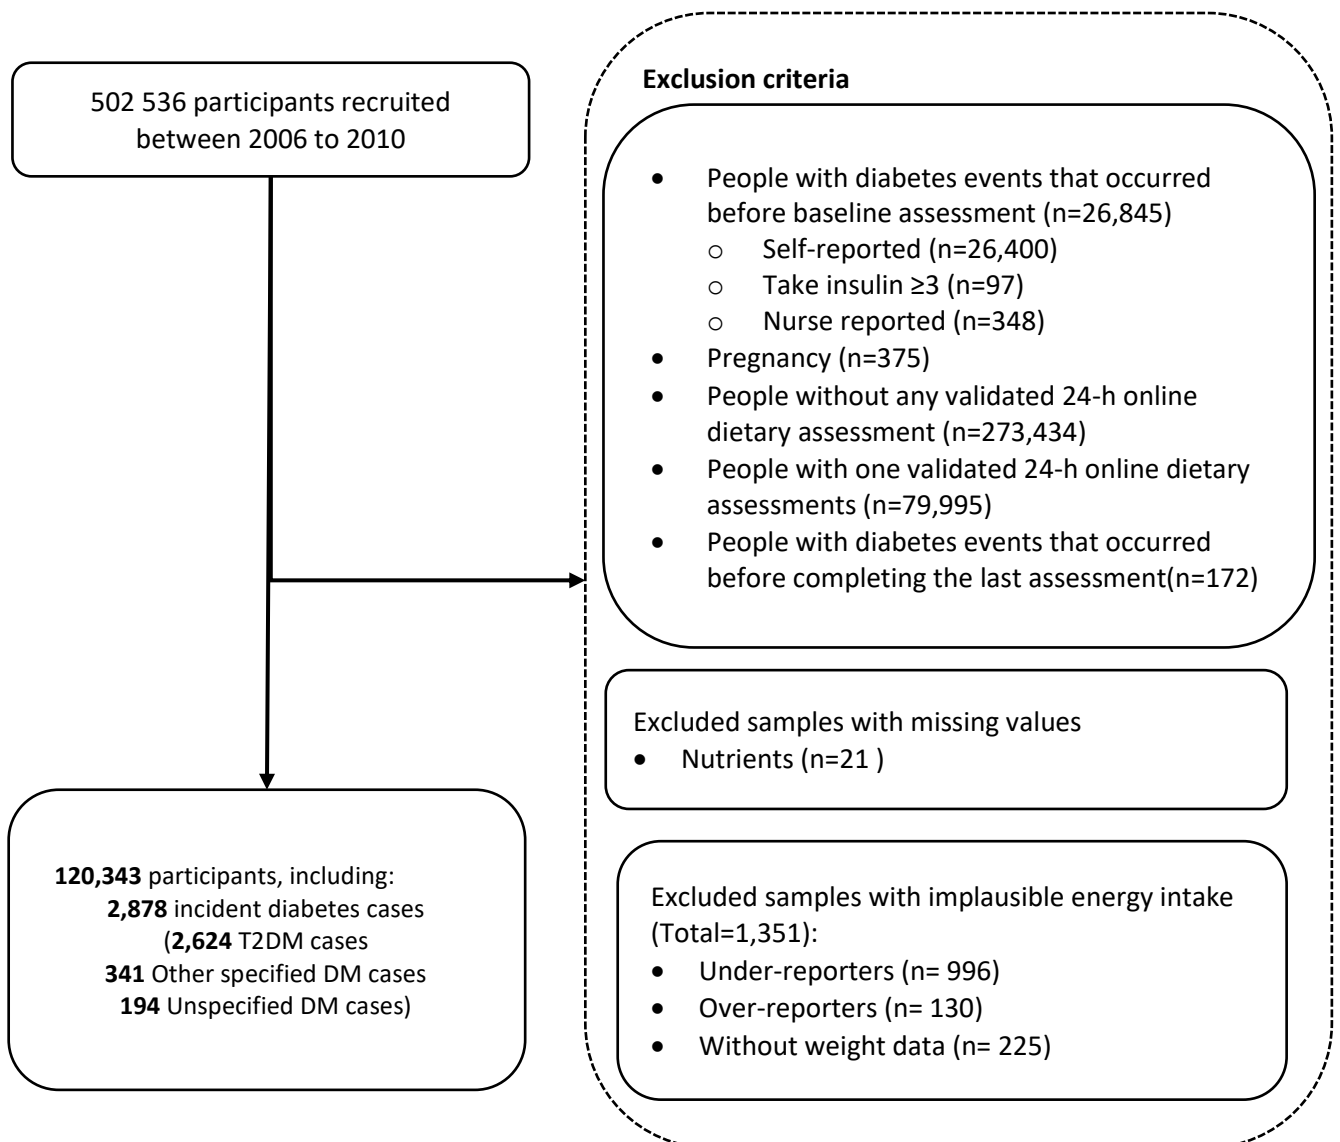 502 536 participants recruited
between 2006 to 2010
Exclusion criteria
• People with diabetes events that occurred
before baseline assessment (n=26,845)
o Self-reported (n=26,400)
o Take insulin ≥3 (n=97)
o Nurse reported (n=348)
• Pregnancy (n=375)
• People without any validated 24-h online
dietary assessment (n=273,434)
• People with one validated 24-h online dietary
assessments (n=79,995)
• People with diabetes events that occurred
before completing the last assessment(n=172)
Excluded samples with missing values
• Nutrients (n=21 )
120,343 participants, including:
2,878 incident diabetes cases
(2,624 T2DM cases
341 Other specified DM cases
194 Unspecified DM cases)
Excluded samples with implausible energy intake
(Total=1,351):
• Under-reporters (n= 996)
• Over-reporters (n= 130)
• Without weight data (n= 225)